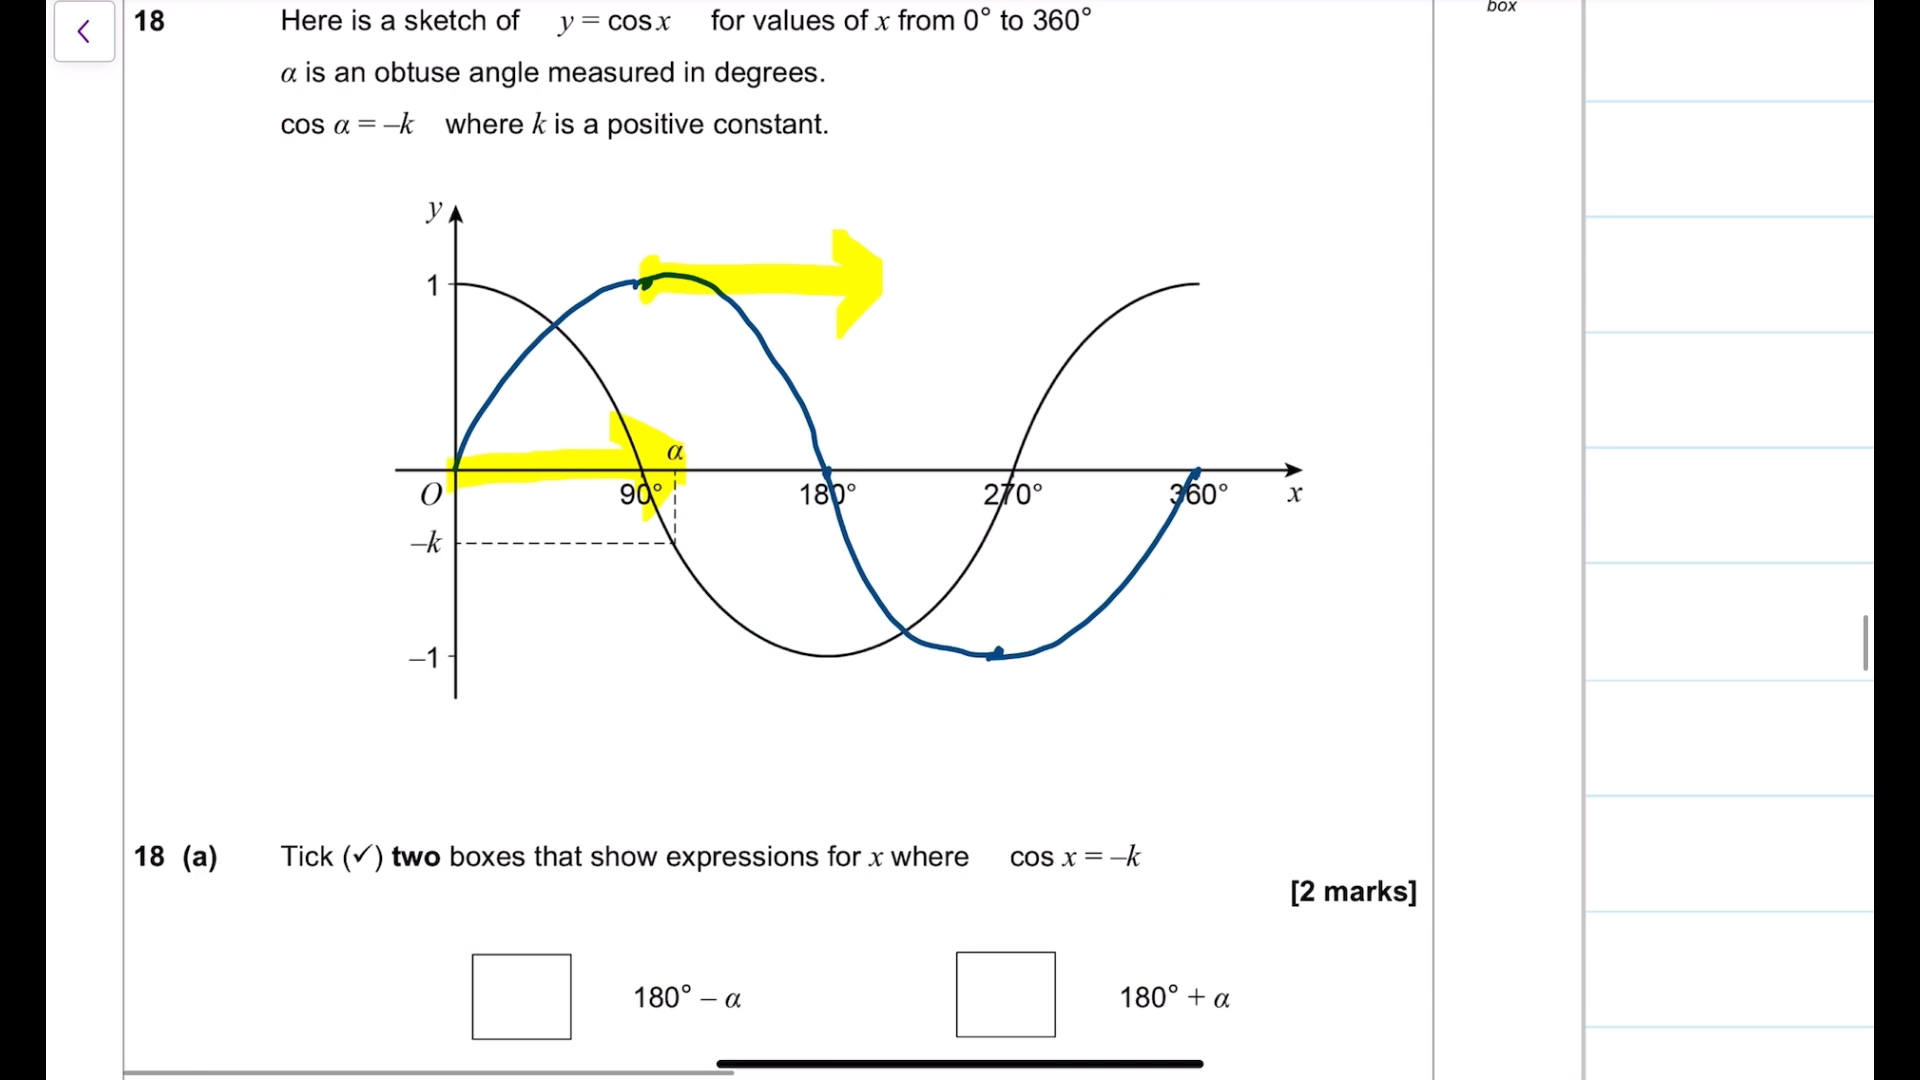 box
18 Here is a sketch of y = cos x for values of x from 0° to 360°
α is an obtuse angle measured in degrees.
cos α = –k where k is a positive constant.
y
1
α
O 90° 180° 270° 360° x
–k
–1
18 (a) Tick (✓) two boxes that show expressions for x where cos x = –k
[2 marks]
180° – α 180° + α